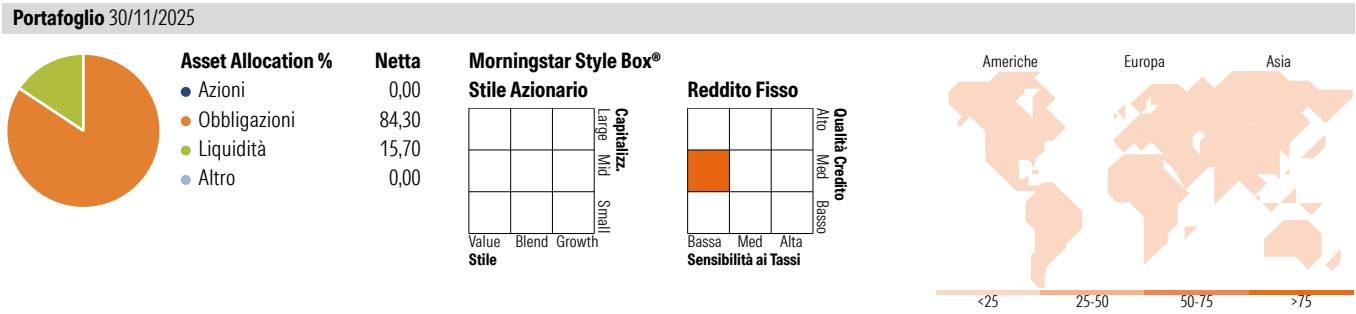 Portafoglio 30/11/2025
Asset Allocation % Netta
Azioni 0,00
Obbligazioni 84,30
Liquidità 15,70
Altro 0,00
Morningstar Style Box®
Stile Azionario
Large Mid Small
Capitalizz.
Value Blend Growth
Stile
Reddito Fisso
Alto Med Basso
Qualità Credito
Bassa Med Alta
Sensibilità ai Tassi
Americhe Europa Asia
<25 25-50 50-75 >75